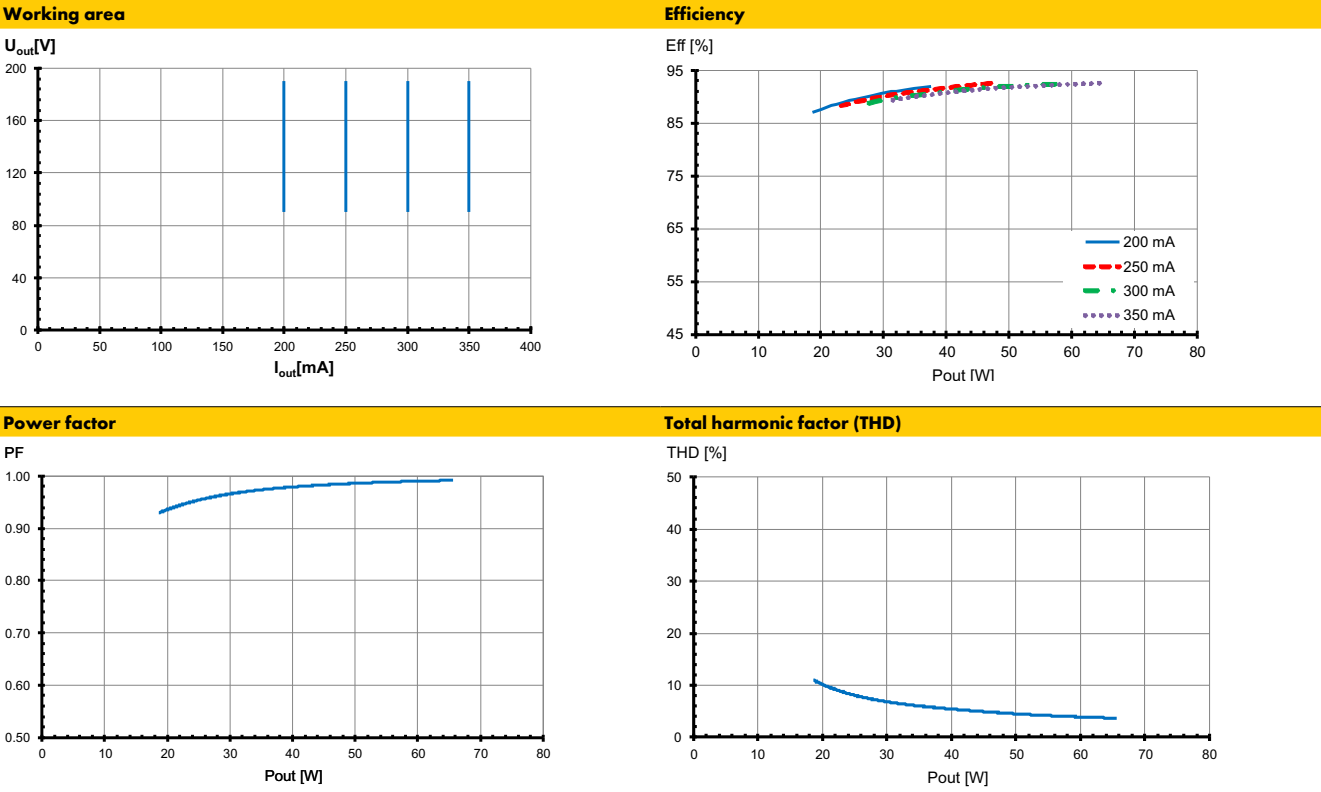 Working area
U_out[V]
200
160
120
80
40
0
0 50 100 150 200 250 300 350 400
I_out[mA]
Efficiency
Eff [%]
95
85
75
65
55
45
200 mA
250 mA
300 mA
350 mA
0 10 20 30 40 50 60 70 80
Pout [W]
Power factor
PF
1.00
0.90
0.80
0.70
0.60
0.50
0 10 20 30 40 50 60 70 80
Pout [W]
Total harmonic factor (THD)
THD [%]
50
40
30
20
10
0
0 10 20 30 40 50 60 70 80
Pout [W]